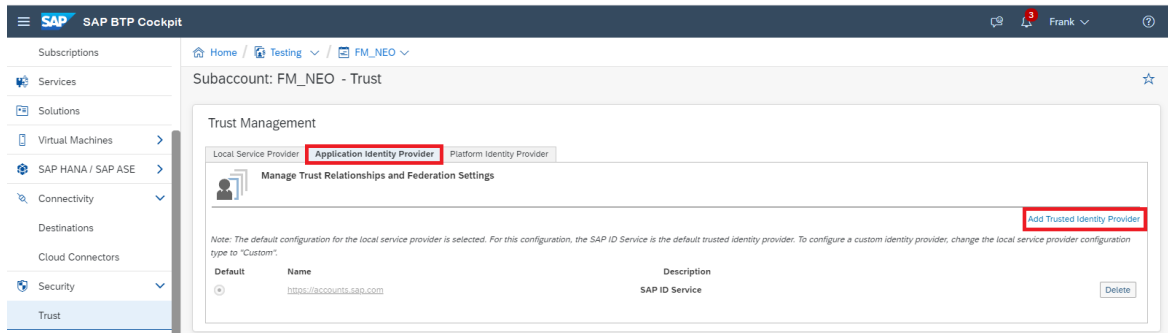 SAP SAP BTP Cockpit
3
Frank
Subscriptions
Home / Testing / FM_NEO
Services
Subaccount: FM_NEO - Trust
Solutions
Trust Management
Virtual Machines
Local Service Provider Application Identity Provider Platform Identity Provider
SAP HANA / SAP ASE
Manage Trust Relationships and Federation Settings
Connectivity
Add Trusted Identity Provider
Destinations
Note: The default configuration for the local service provider is selected. For this configuration, the SAP ID Service is the default trusted identity provider. To configure a custom identity provider, change the local service provider configuration
type to "Custom".
Cloud Connectors
Default Name Description
Security
https://accounts.sap.com SAP ID Service Delete
Trust